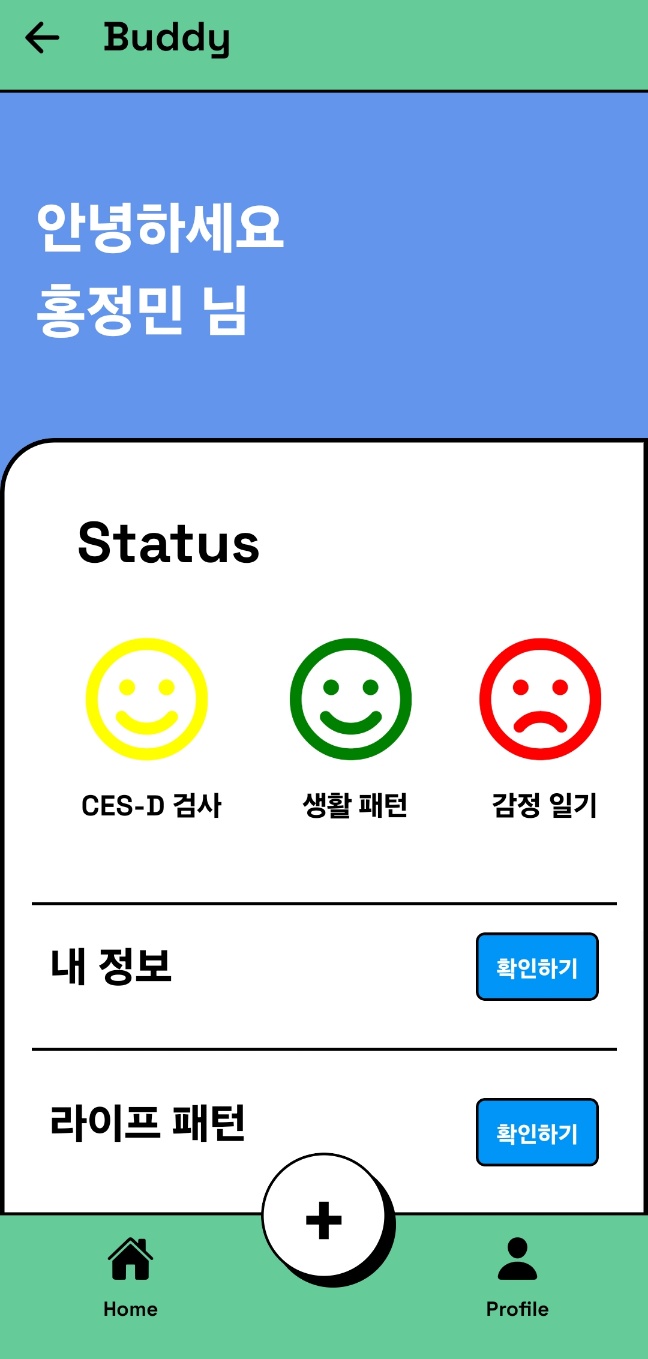 Buddy
안녕하세요
홍정민 님
Status
CES-D 검사
생활 패턴
감정 일기
내 정보
확인하기
라이프 패턴
확인하기
+
Home
Profile